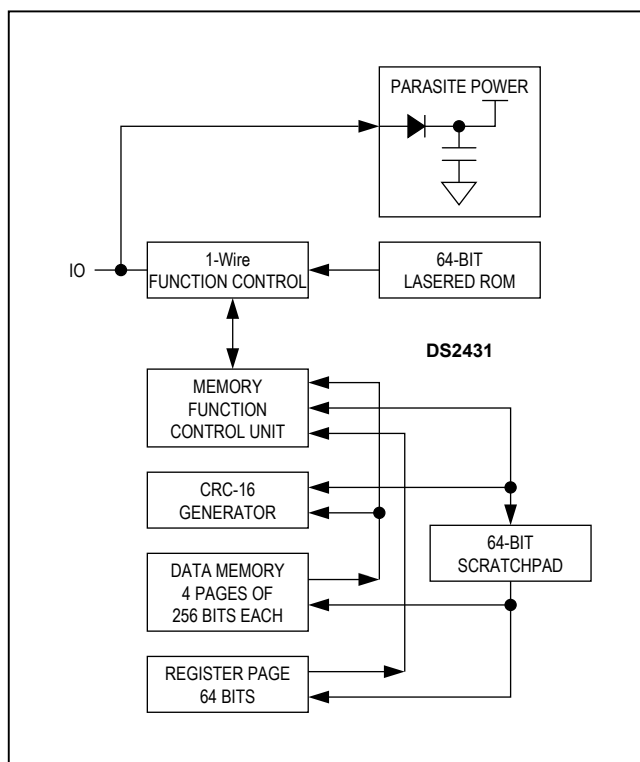 PARASITE POWER
IO
1-Wire
FUNCTION CONTROL
64-BIT
LASERED ROM
DS2431
MEMORY
FUNCTION
CONTROL UNIT
CRC-16
GENERATOR
64-BIT
SCRATCHPAD
DATA MEMORY
4 PAGES OF
256 BITS EACH
REGISTER PAGE
64 BITS